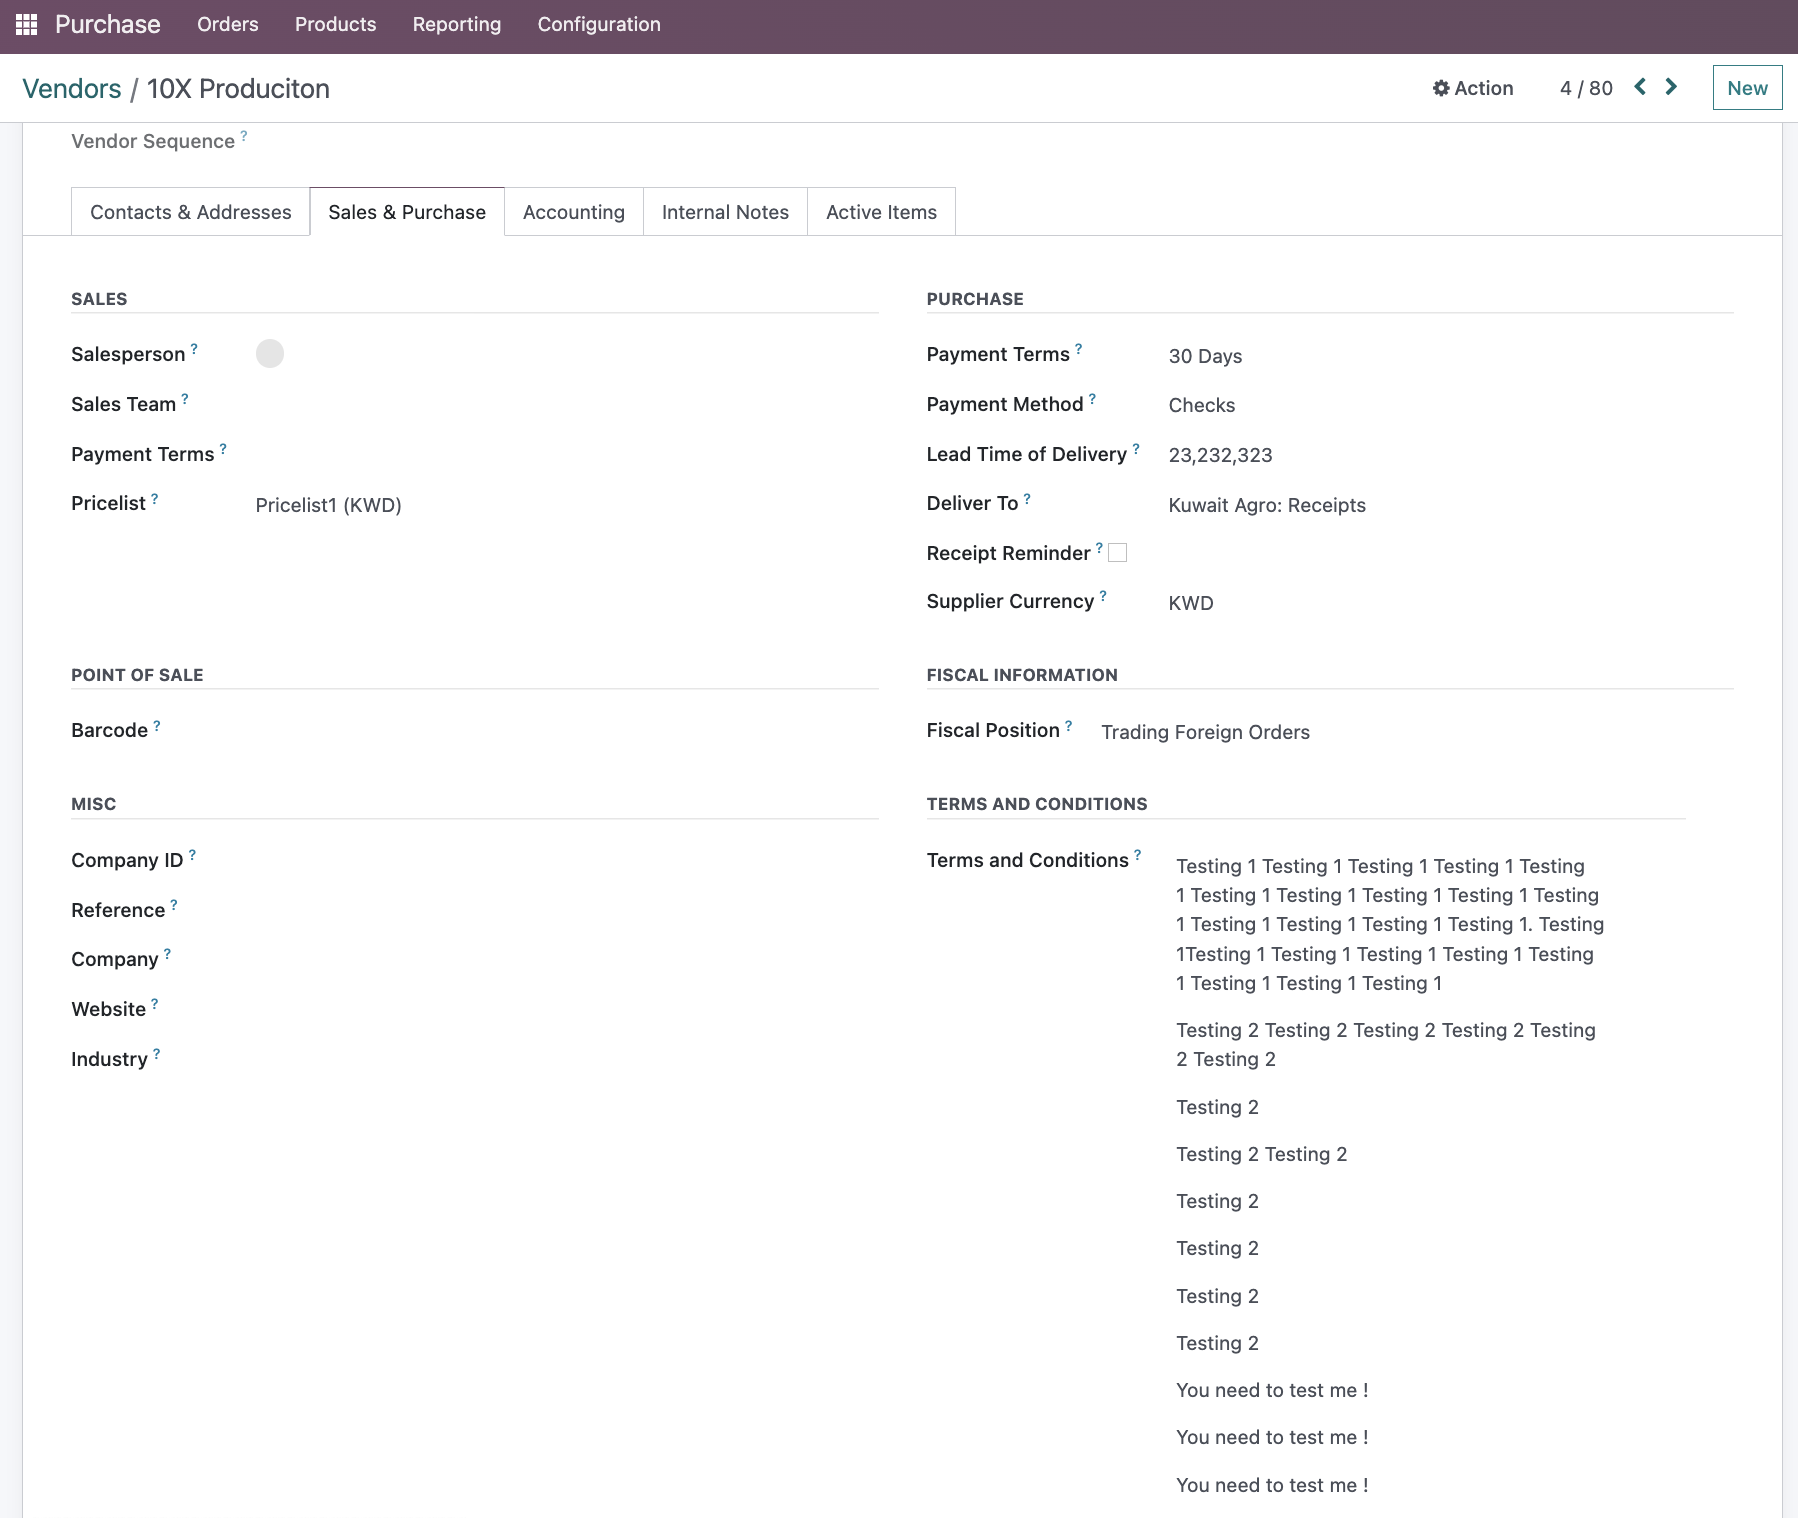 Purchase Orders Products Reporting Configuration
Vendors / 10X Produciton Action 4 / 80 New
Vendor Sequence ?
Contacts & Addresses Sales & Purchase Accounting Internal Notes Active Items
SALES
Salesperson ?
Sales Team ?
Payment Terms ?
Pricelist ? Pricelist1 (KWD)
PURCHASE
Payment Terms ? 30 Days
Payment Method ? Checks
Lead Time of Delivery ? 23,232,323
Deliver To ? Kuwait Agro: Receipts
Receipt Reminder ?
Supplier Currency ? KWD
POINT OF SALE
Barcode ?
FISCAL INFORMATION
Fiscal Position ? Trading Foreign Orders
MISC
Company ID ?
Reference ?
Company ?
Website ?
Industry ?
TERMS AND CONDITIONS
Terms and Conditions ? Testing 1 Testing 1 Testing 1 Testing 1 Testing
1 Testing 1 Testing 1 Testing 1 Testing 1 Testing
1 Testing 1 Testing 1 Testing 1 Testing 1. Testing
1Testing 1 Testing 1 Testing 1 Testing 1 Testing
1 Testing 1 Testing 1 Testing 1
Testing 2 Testing 2 Testing 2 Testing 2 Testing
2 Testing 2
Testing 2
Testing 2 Testing 2
Testing 2
Testing 2
Testing 2
Testing 2
You need to test me !
You need to test me !
You need to test me !